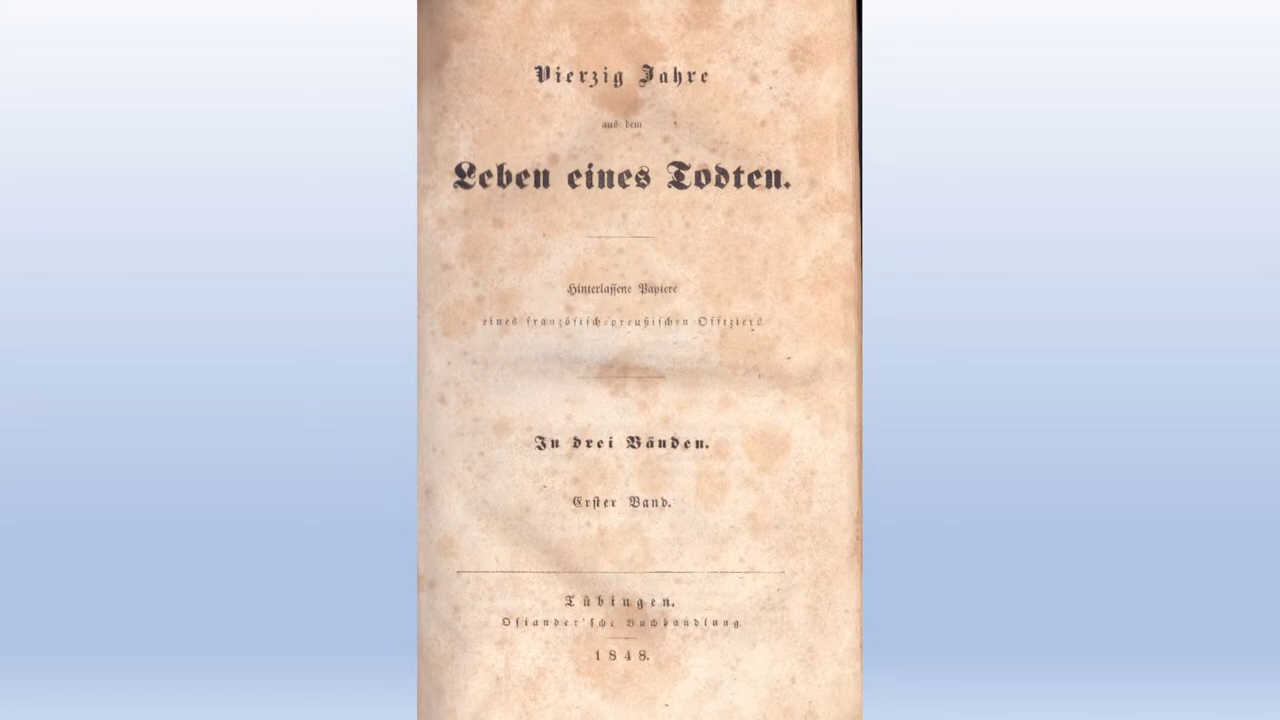 Vierzig Jahre
aus dem
Leben eines Todten.
Hinterlassene Papiere
eines französisch-preußischen Offiziers
In drei Bänden.
Erster Band.
Tübingen.
Osiander'sche Buchhandlung.
1848.